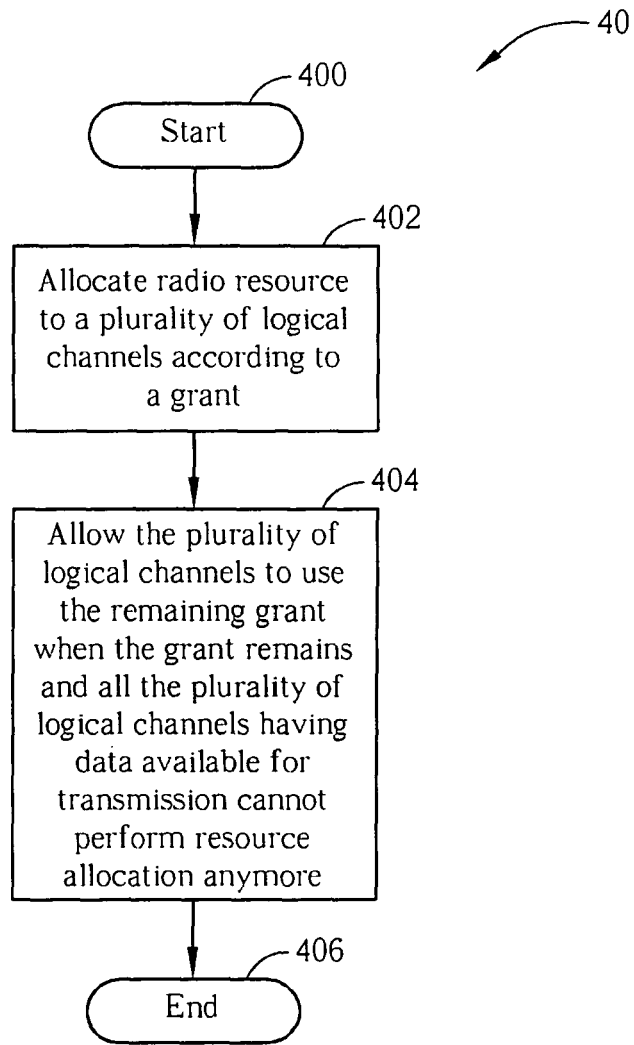 40
400
Start
402
Allocate radio resource
to a plurality of logical
channels according to
a grant
404
Allow the plurality of
logical channels to use
the remaining grant
when the grant remains
and all the plurality of
logical channels having
data available for
transmission cannot
perform resource
allocation anymore
406
End